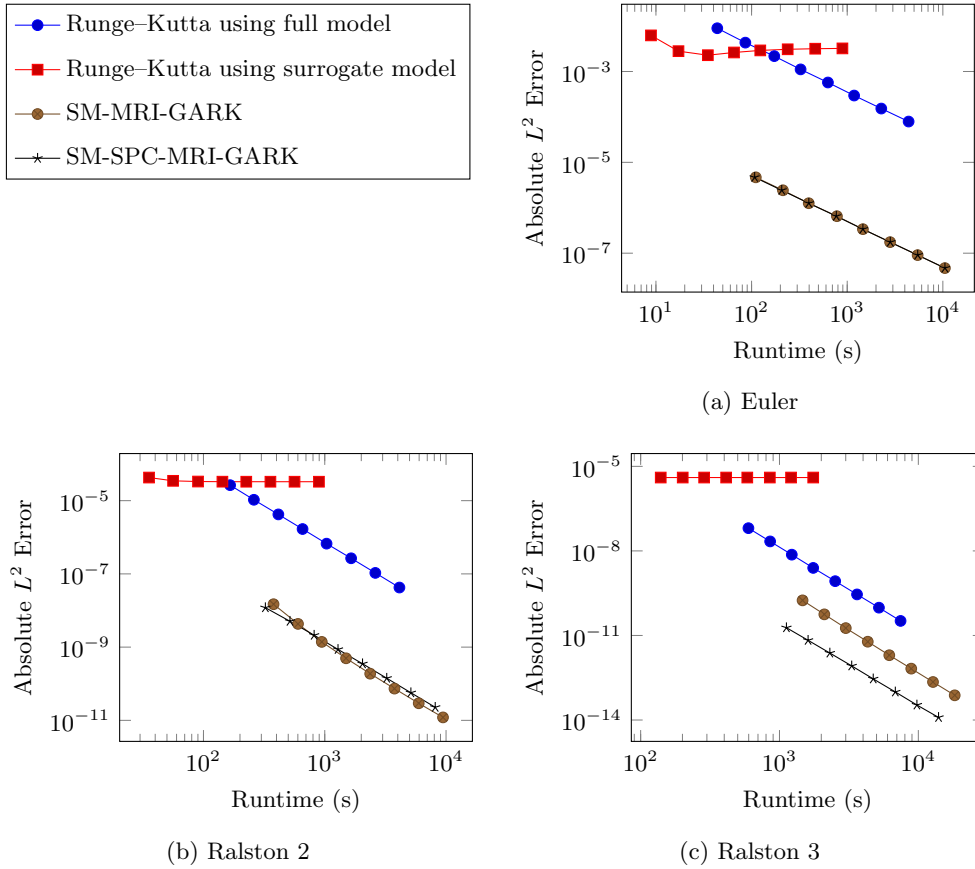 Runge–Kutta using full model
Runge–Kutta using surrogate model
SM-MRI-GARK
SM-SPC-MRI-GARK
10⁻³
10⁻⁵
10⁻⁷
Absolute L² Error
10¹ 10² 10³ 10⁴
Runtime (s)
(a) Euler
10⁻⁵
10⁻⁷
10⁻⁹
10⁻¹¹
Absolute L² Error
10² 10³ 10⁴
Runtime (s)
(b) Ralston 2
10⁻⁵
10⁻⁸
10⁻¹¹
10⁻¹⁴
Absolute L² Error
10² 10³ 10⁴
Runtime (s)
(c) Ralston 3